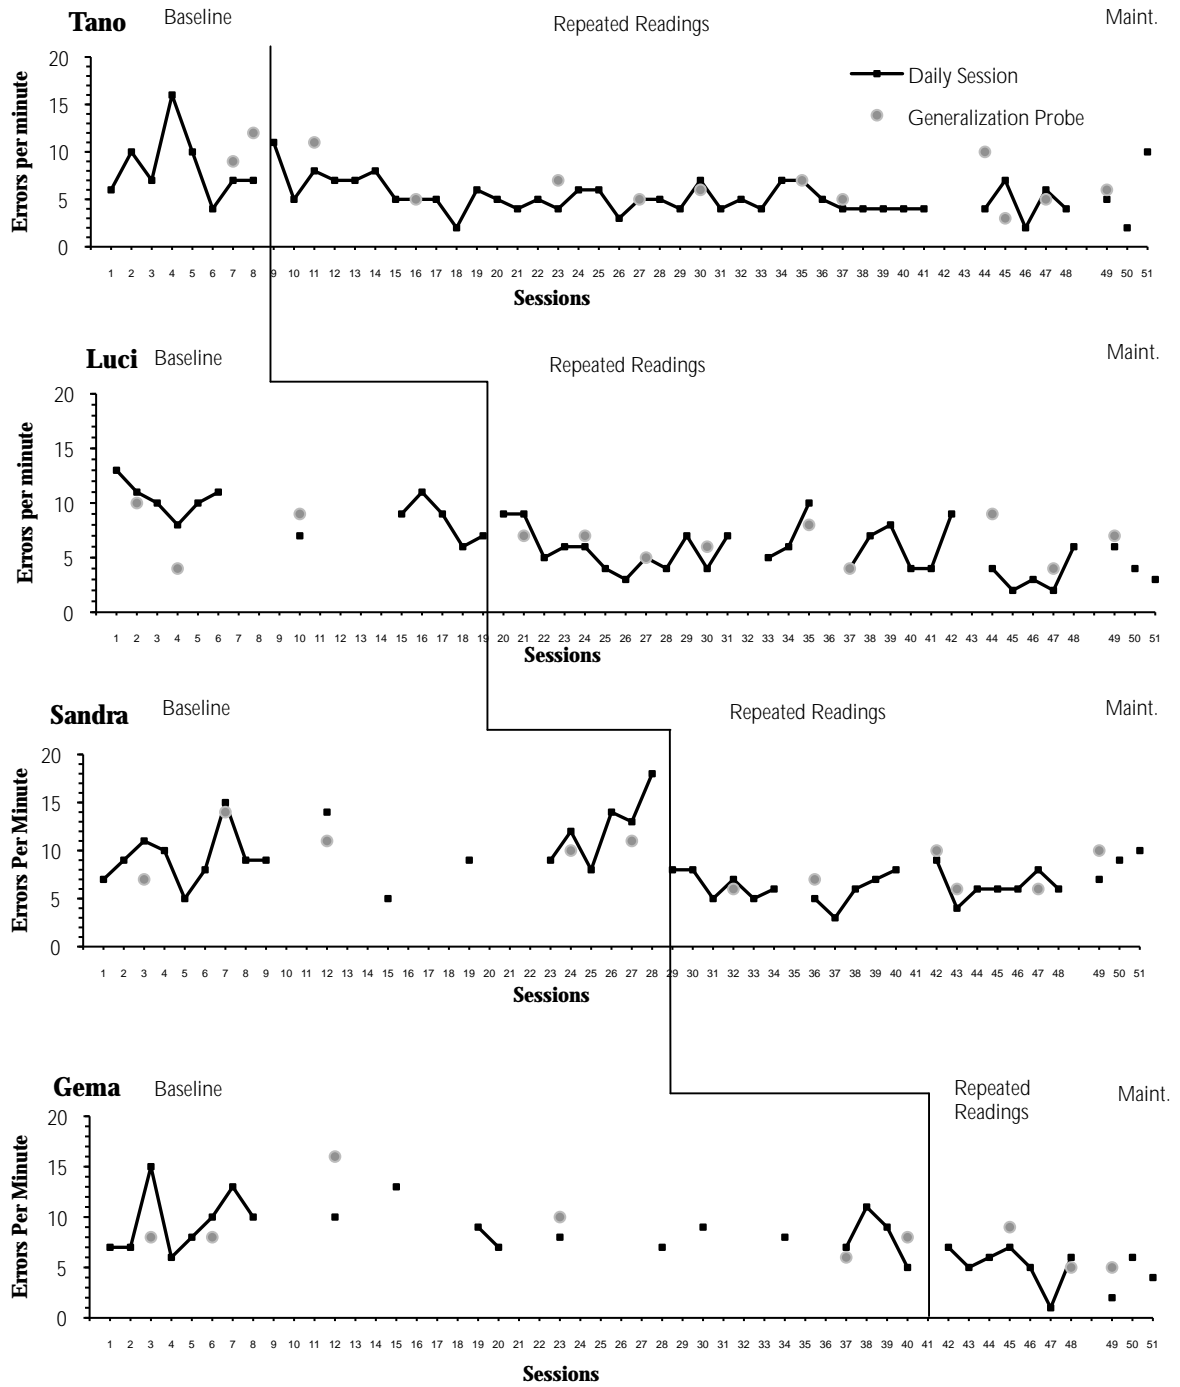 Tano Baseline Repeated Readings Maint.
Errors per minute
20
15
10
5
0
Daily Session
Generalization Probe
1 2 3 4 5 6 7 8 9 10 11 12 13 14 15 16 17 18 19 20 21 22 23 24 25 26 27 28 29 30 31 32 33 34 35 36 37 38 39 40 41 42 43 44 45 46 47 48 49 50 51
Sessions
Luci Baseline Repeated Readings Maint.
Errors per minute
20
15
10
5
0
1 2 3 4 5 6 7 8 9 10 11 12 13 14 15 16 17 18 19 20 21 22 23 24 25 26 27 28 29 30 31 32 33 34 35 36 37 38 39 40 41 42 43 44 45 46 47 48 49 50 51
Sessions
Sandra Baseline Repeated Readings Maint.
Errors Per Minute
20
15
10
5
0
1 2 3 4 5 6 7 8 9 10 11 12 13 14 15 16 17 18 19 20 21 22 23 24 25 26 27 28 29 30 31 32 33 34 35 36 37 38 39 40 41 42 43 44 45 46 47 48 49 50 51
Sessions
Gema Baseline Repeated Maint.
Readings
Errors Per Minute
20
15
10
5
0
1 2 3 4 5 6 7 8 9 10 11 12 13 14 15 16 17 18 19 20 21 22 23 24 25 26 27 28 29 30 31 32 33 34 35 36 37 38 39 40 41 42 43 44 45 46 47 48 49 50 51
Sessions